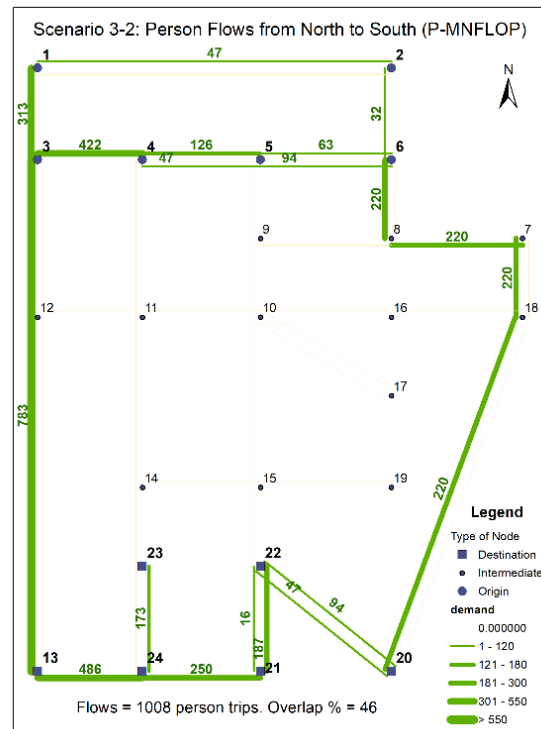 Scenario 3-2: Person Flows from North to South (P-MNFLOP)
1 47 2
N
313 32
3 422 4 126 5 63 6
47 94
220
9 8 7
220
220
12 11 10 16 18
17
783
14 15 19
220
23 22
173 16 187 47 94
13 486 24 250 21 20
Legend
Type of Node
Destination
Intermediate
Origin
demand
0.000000
1 - 120
121 - 180
181 - 300
301 - 550
> 550
Flows = 1008 person trips. Overlap % = 46